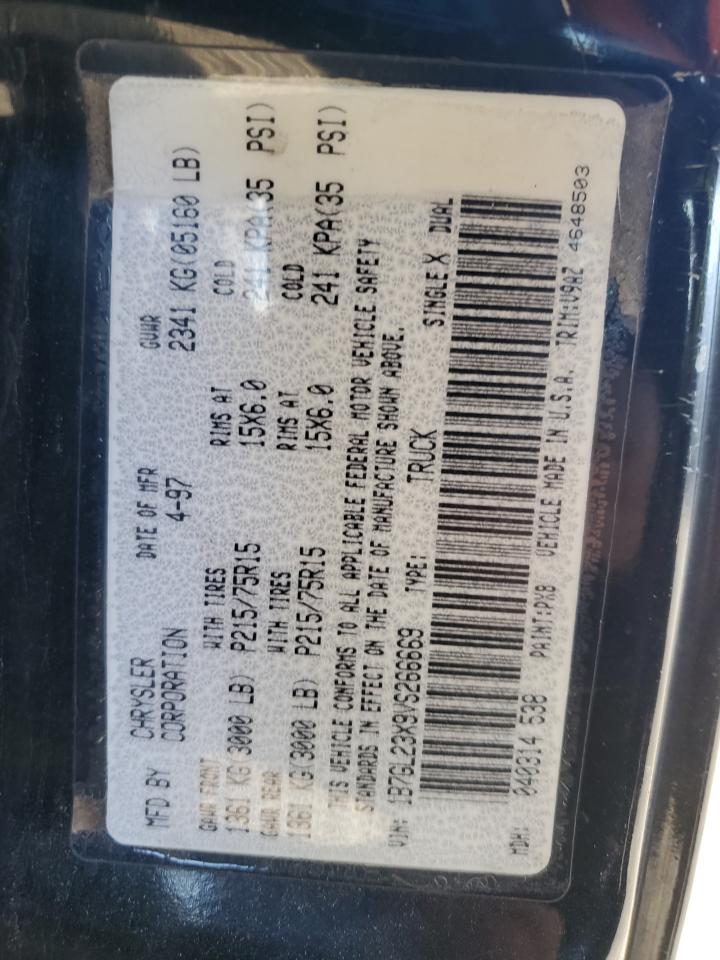 MFD BY CHRYSLER CORPORATION DATE OF MFR 4-97 GVWR 2341 KG(05160 LB)
GAWR FRONT WITH TIRES RIMS AT COLD
1361 KG(3000 LB) P215/75R15 15X6.0 241 KPA(35 PSI)
GAWR REAR WITH TIRES RIMS AT COLD
1361 KG(3000 LB) P215/75R15 15X6.0 241 KPA(35 PSI)
THIS VEHICLE CONFORMS TO ALL APPLICABLE FEDERAL MOTOR VEHICLE SAFETY
STANDARDS IN EFFECT ON THE DATE OF MANUFACTURE SHOWN ABOVE.
VIN: 1B7GL23X9VS260669 TYPE: TRUCK SINGLE X DUAL
MDH: 040314 538 PAINT:PX8 VEHICLE MADE IN U.S.A. TRIM:V9AZ 4648503